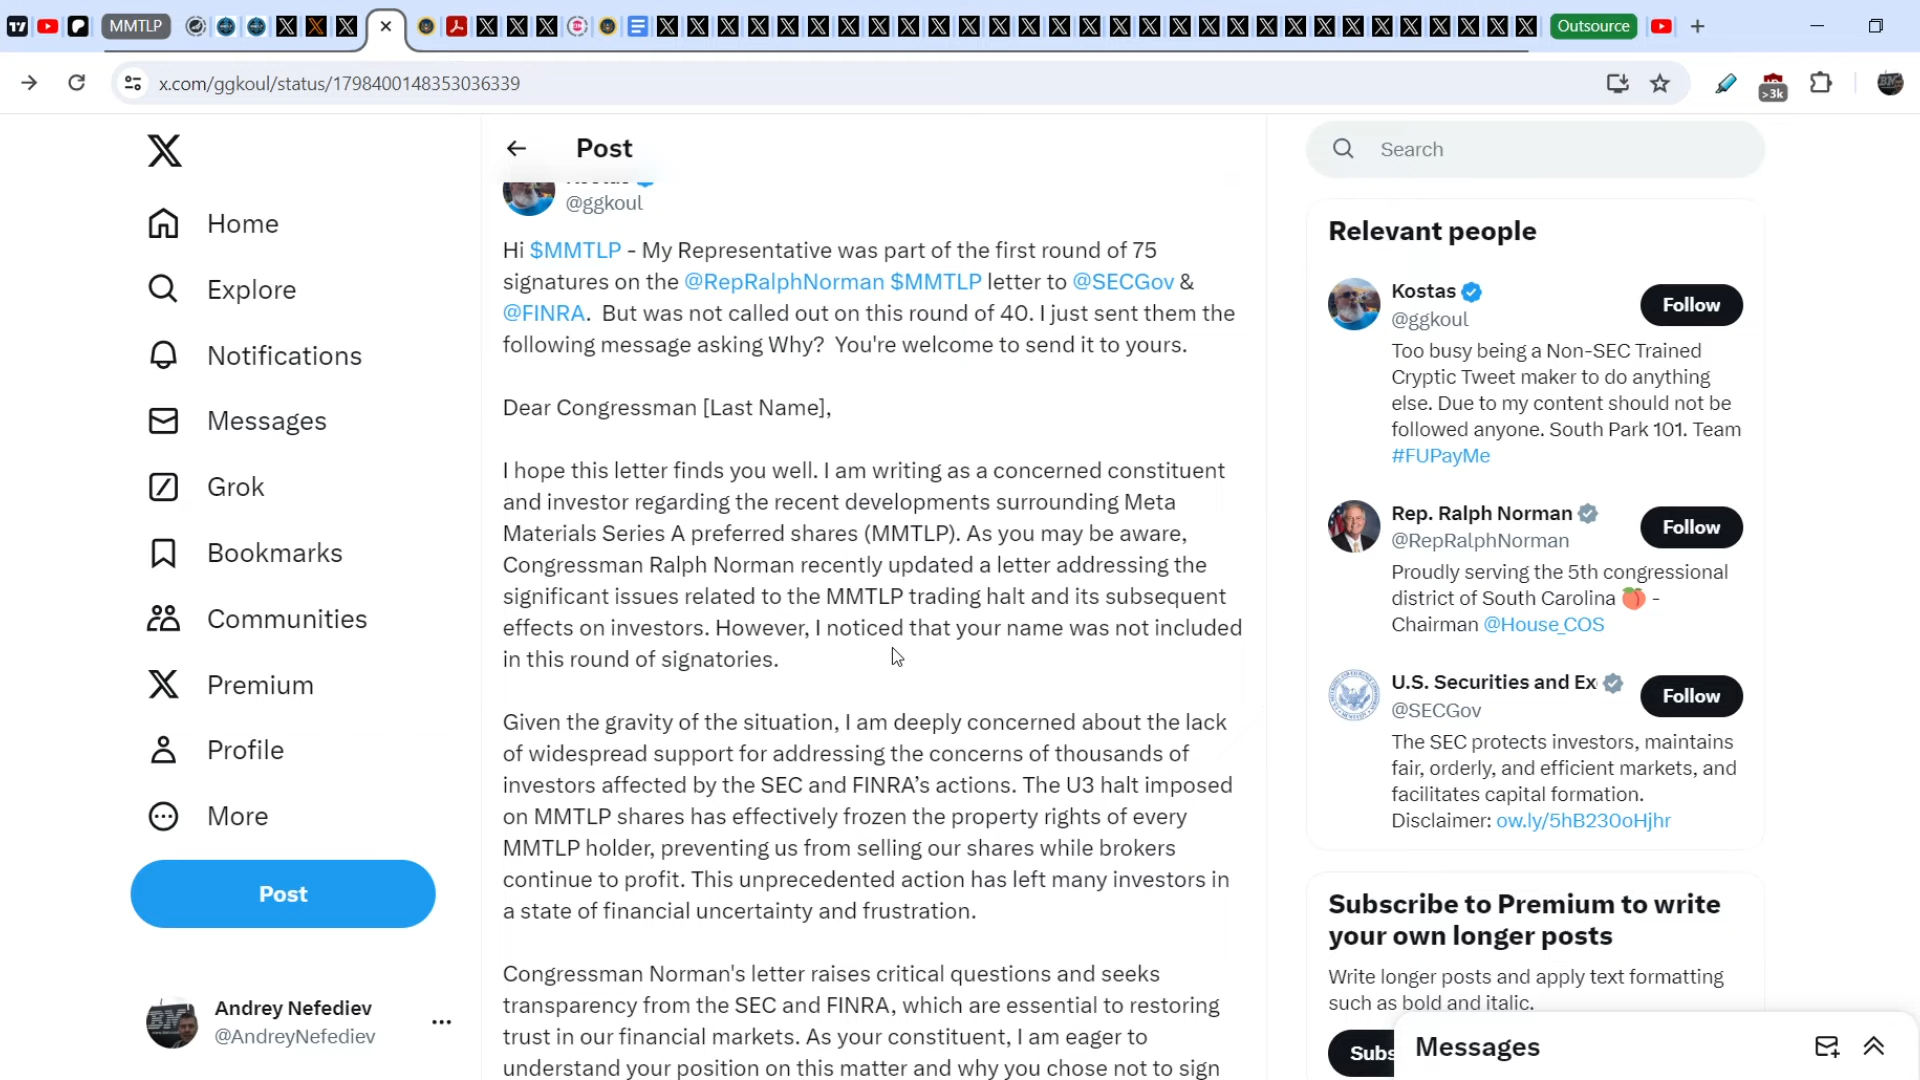 MMTLP
Outsource
x.com/ggkoul/status/1798400148353036339
>3k
Home
Explore
Notifications
Messages
Grok
Bookmarks
Communities
Premium
Profile
More
Post
Andrey Nefediev
@AndreyNefediev
Post
@ggkoul
Hi $MMTLP - My Representative was part of the first round of 75
signatures on the @RepRalphNorman $MMTLP letter to @SECGov &
@FINRA.  But was not called out on this round of 40. I just sent them the
following message asking Why?  You're welcome to send it to yours.
Dear Congressman [Last Name],
I hope this letter finds you well. I am writing as a concerned constituent
and investor regarding the recent developments surrounding Meta
Materials Series A preferred shares (MMTLP). As you may be aware,
Congressman Ralph Norman recently updated a letter addressing the
significant issues related to the MMTLP trading halt and its subsequent
effects on investors. However, I noticed that your name was not included
in this round of signatories.
Given the gravity of the situation, I am deeply concerned about the lack
of widespread support for addressing the concerns of thousands of
investors affected by the SEC and FINRA’s actions. The U3 halt imposed
on MMTLP shares has effectively frozen the property rights of every
MMTLP holder, preventing us from selling our shares while brokers
continue to profit. This unprecedented action has left many investors in
a state of financial uncertainty and frustration.
Congressman Norman's letter raises critical questions and seeks
transparency from the SEC and FINRA, which are essential to restoring
trust in our financial markets. As your constituent, I am eager to
understand your position on this matter and why you chose not to sign
Search
Relevant people
Kostas
@ggkoul
Follow
Too busy being a Non-SEC Trained
Cryptic Tweet maker to do anything
else. Due to my content should not be
followed anyone. South Park 101. Team
#FUPayMe
Rep. Ralph Norman
@RepRalphNorman
Follow
Proudly serving the 5th congressional
district of South Carolina 🍑 -
Chairman @House_COS
U.S. Securities and Ex
@SECGov
Follow
The SEC protects investors, maintains
fair, orderly, and efficient markets, and
facilitates capital formation.
Disclaimer: ow.ly/5hB230oHjhr
Subscribe to Premium to write
your own longer posts
Write longer posts and apply text formatting
such as bold and italic.
Subs
Messages